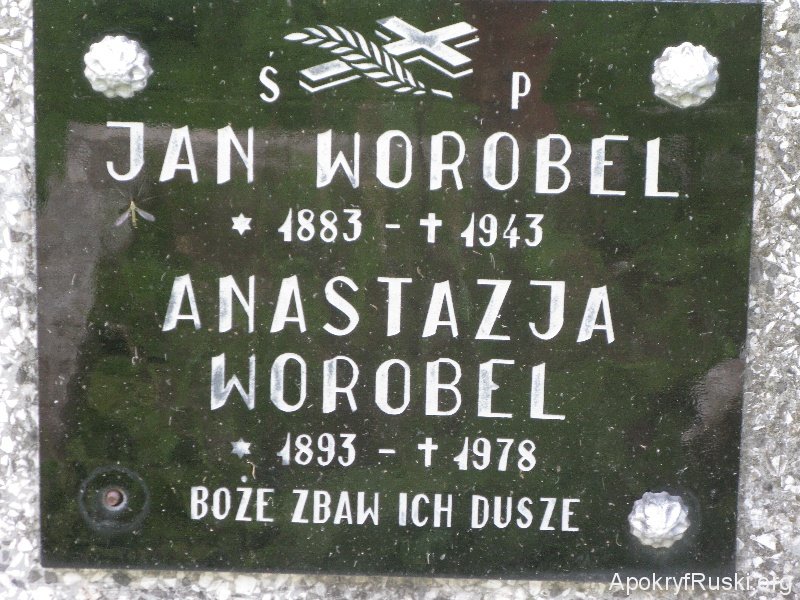 Ś P
JAN WOROBEL
* 1883 - † 1943
ANASTAZJA
WOROBEL
* 1893 - † 1978
BOŻE ZBAW ICH DUSZE
ApokryfRuski.org